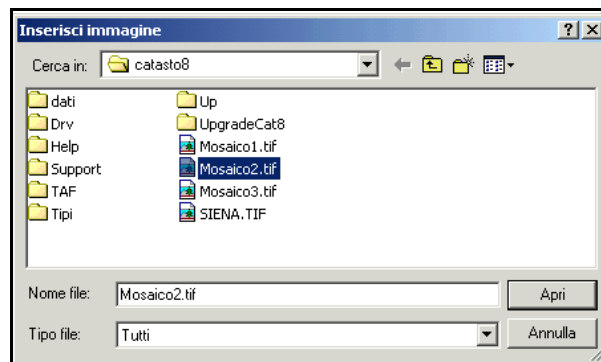 Inserisci immagine
Cerca in: catasto8
dati
Drv
Help
Support
TAF
Tipi
Up
UpgradeCat8
Mosaico1.tif
Mosaico2.tif
Mosaico3.tif
SIENA.TIF
Nome file: Mosaico2.tif Apri
Tipo file: Tutti Annulla